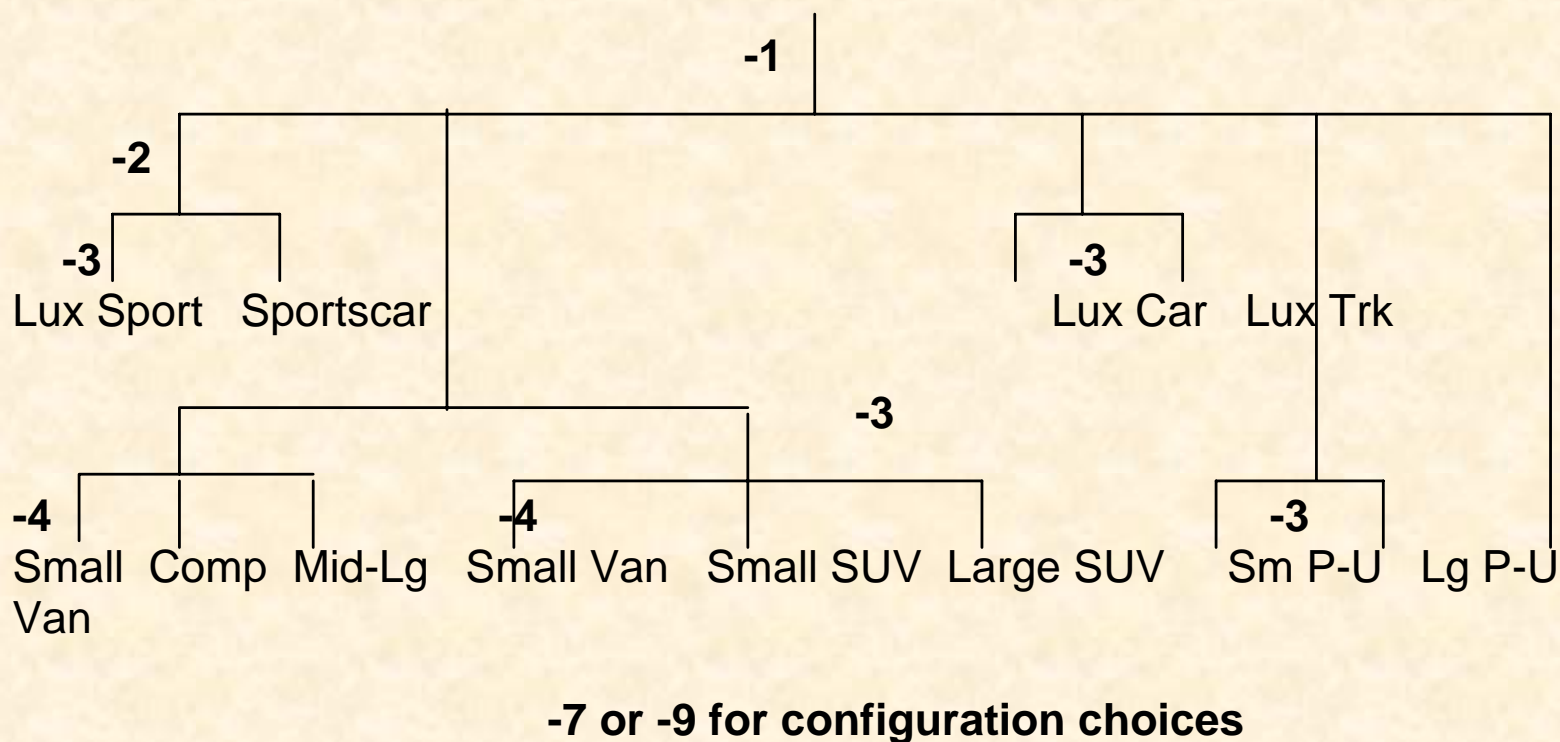 -1
-2
-3
-3
Lux Sport Sportscar Lux Car Lux Trk
-3
-4 -4 -3
Small Comp Mid-Lg Small Van Small SUV Large SUV Sm P-U Lg P-U
Van
-7 or -9 for configuration choices